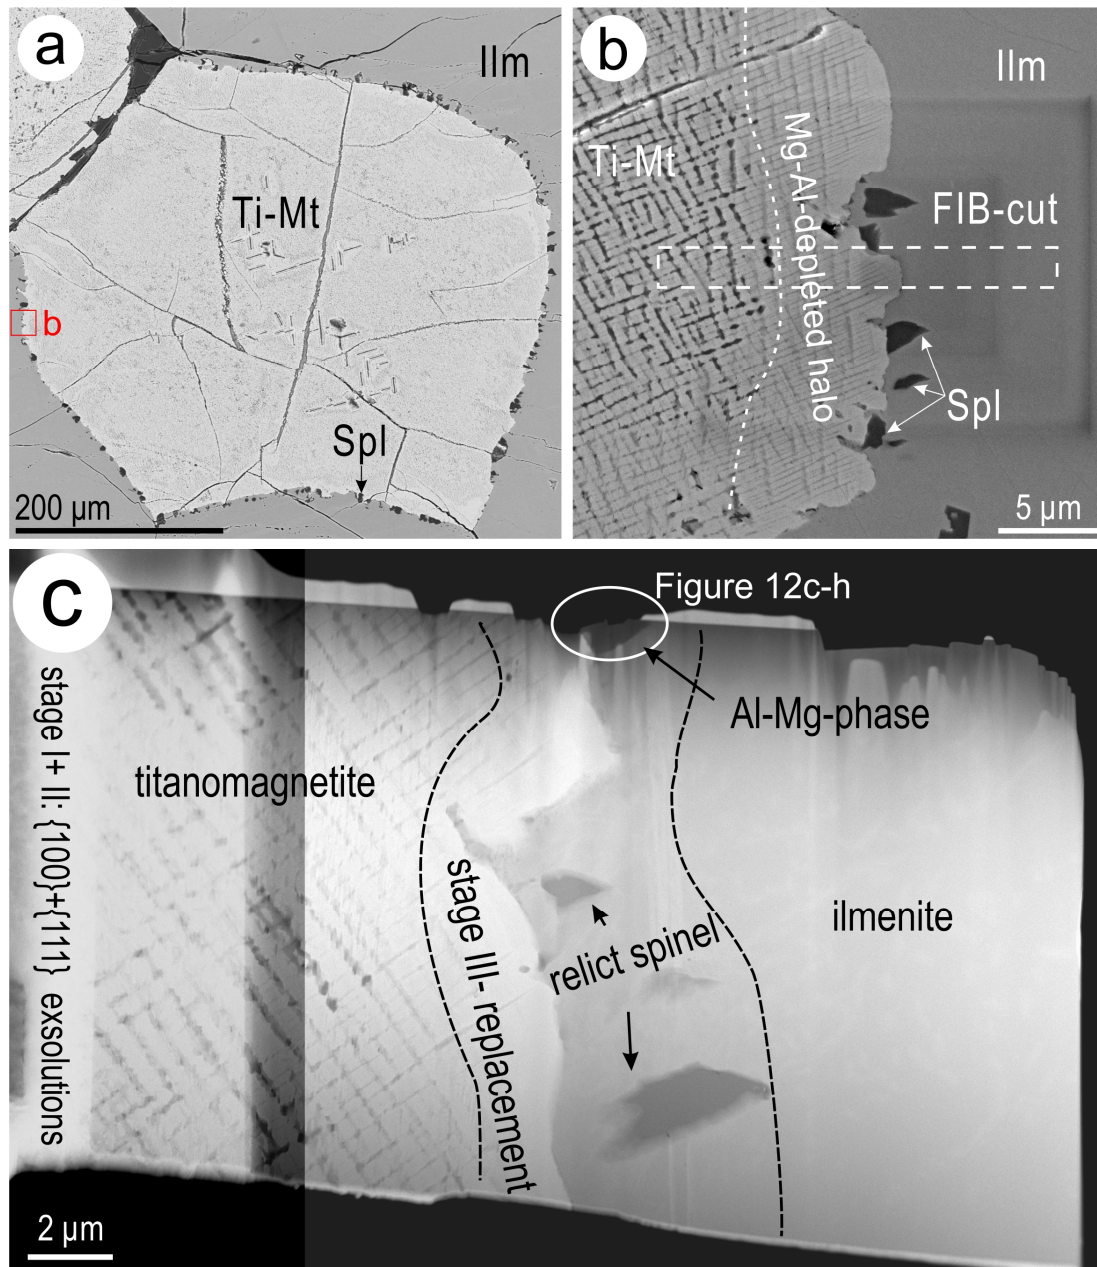 a
Ilm
Ti-Mt
b
Spl
200 µm
b
Ilm
Ti-Mt
Mg-Al-depleted halo
FIB-cut
Spl
5 µm
c
Figure 12c-h
Al-Mg-phase
titanomagnetite
stage I+ II: {100}+{111} exsolutions
stage III- replacement
relict spinel
ilmenite
2 µm